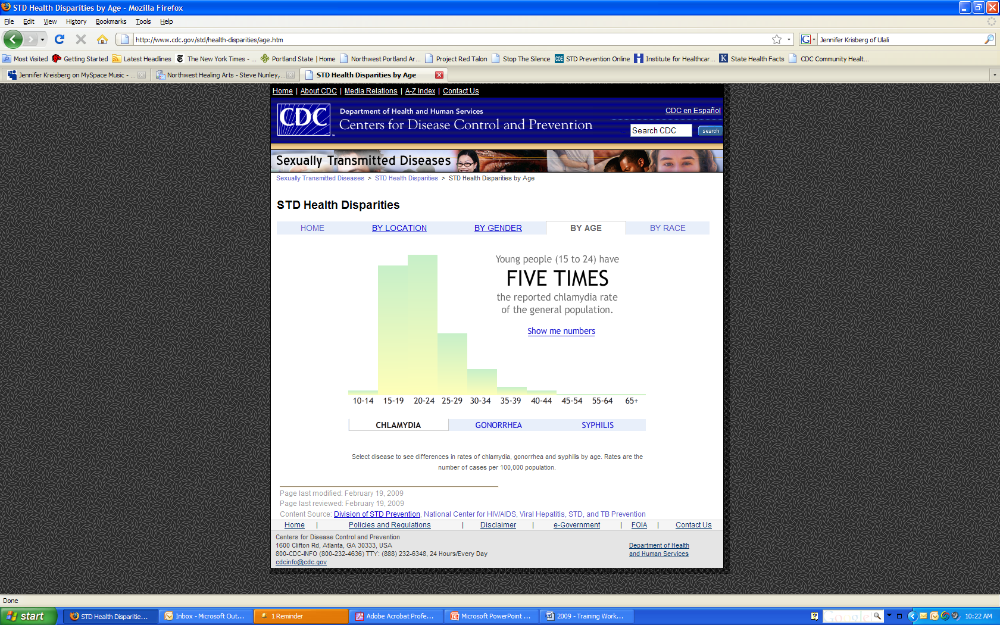 STD Health Disparities by Age - Mozilla Firefox
File Edit View History Bookmarks Tools Help
http://www.cdc.gov/std/health-disparities/age.htm
G
Jennifer Krisberg of Ulali
Most Visited Getting Started Latest Headlines The New York Times - ... Portland State | Home Northwest Portland Ar... Project Red Talon Stop The Silence COE STD Prevention Online Institute for Healthcar... K State Health Facts CDC Community Healt...
Jennifer Kreisberg on MySpace Music - ... Northwest Healing Arts - Steve Nunley,... STD Health Disparities by Age
Home | About CDC | Media Relations | A-Z Index | Contact Us
CDC
TM
Department of Health and Human Services
Centers for Disease Control and Prevention
CDC en Español
Search CDC search
Sexually Transmitted Diseases
Sexually Transmitted Diseases > STD Health Disparities > STD Health Disparities by Age
STD Health Disparities
HOME BY LOCATION BY GENDER BY AGE BY RACE
Young people (15 to 24) have
FIVE TIMES
the reported chlamydia rate
of the general population.
Show me numbers
10-14 15-19 20-24 25-29 30-34 35-39 40-44 45-54 55-64 65+
CHLAMYDIA GONORRHEA SYPHILIS
Select disease to see differences in rates of chlamydia, gonorrhea and syphilis by age. Rates are the
number of cases per 100,000 population.
Page last modified: February 19, 2009
Page last reviewed: February 19, 2009
Content Source: Division of STD Prevention, National Center for HIV/AIDS, Viral Hepatitis, STD, and TB Prevention
Home | Policies and Regulations | Disclaimer | e-Government | FOIA | Contact Us
Centers for Disease Control and Prevention
1600 Clifton Rd, Atlanta, GA 30333, USA
800-CDC-INFO (800-232-4636) TTY: (888) 232-6348, 24 Hours/Every Day
cdcinfo@cdc.gov
Department of Health
and Human Services
Done
start STD Health Disparitie... Inbox - Microsoft Out... 1 Reminder Adobe Acrobat Profe... Microsoft PowerPoint ... 2009 - Training Work... Google 10:22 AM